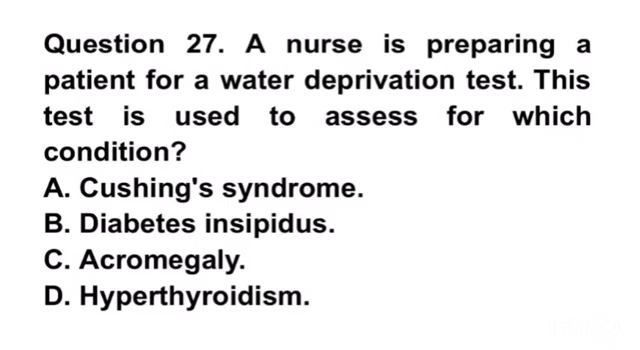 Question 27. A nurse is preparing a
patient for a water deprivation test. This
test is used to assess for which
condition?
A. Cushing's syndrome.
B. Diabetes insipidus.
C. Acromegaly.
D. Hyperthyroidism.